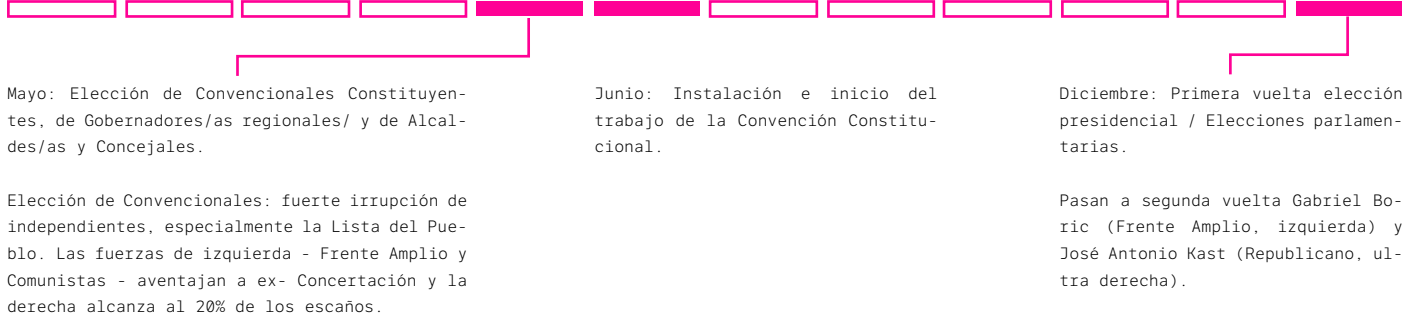 Mayo: Elección de Convencionales Constituyen-
tes, de Gobernadores/as regionales/ y de Alcal-
des/as y Concejales.
Elección de Convencionales: fuerte irrupción de
independientes, especialmente la Lista del Pue-
blo. Las fuerzas de izquierda - Frente Amplio y
Comunistas - aventajan a ex- Concertación y la
derecha alcanza al 20% de los escaños.
Junio: Instalación e inicio del
trabajo de la Convención Constitu-
cional.
Diciembre: Primera vuelta elección
presidencial / Elecciones parlamen-
tarias.
Pasan a segunda vuelta Gabriel Bo-
ric (Frente Amplio, izquierda) y
José Antonio Kast (Republicano, ul-
tra derecha).